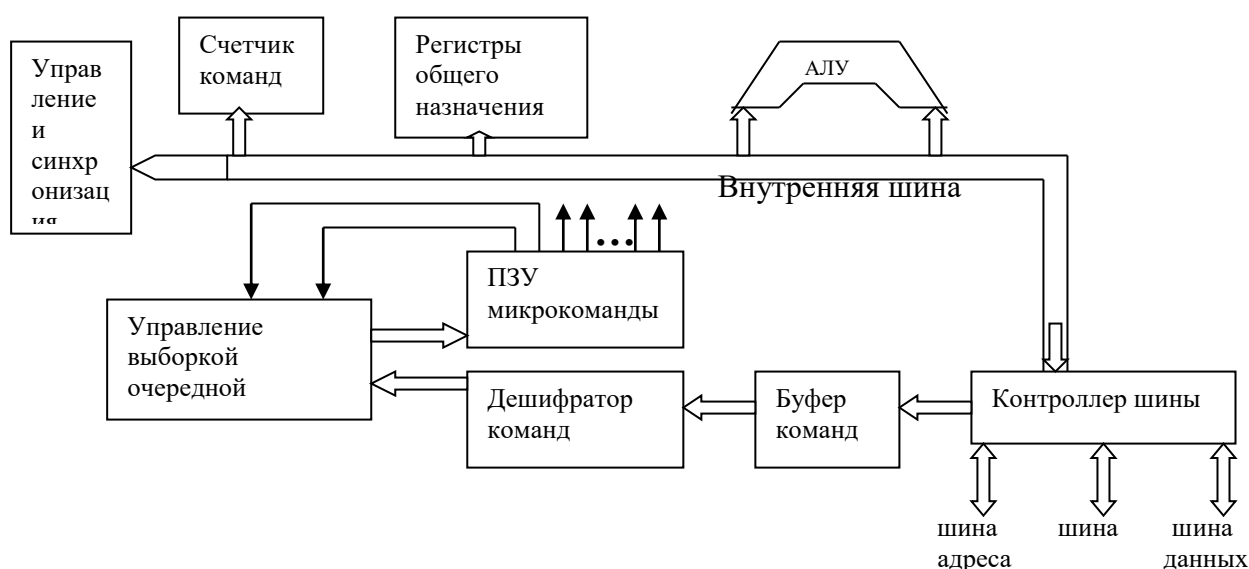 Управ
ление
и
синхр
онизац
ия
Счетчик
команд
Регистры
общего
назначения
АЛУ
Внутренняя шина
ПЗУ
микрокоманды
Управление
выборкой
очередной
Дешифратор
команд
Буфер
команд
Контроллер шины
шина
адреса
шина
шина
данных